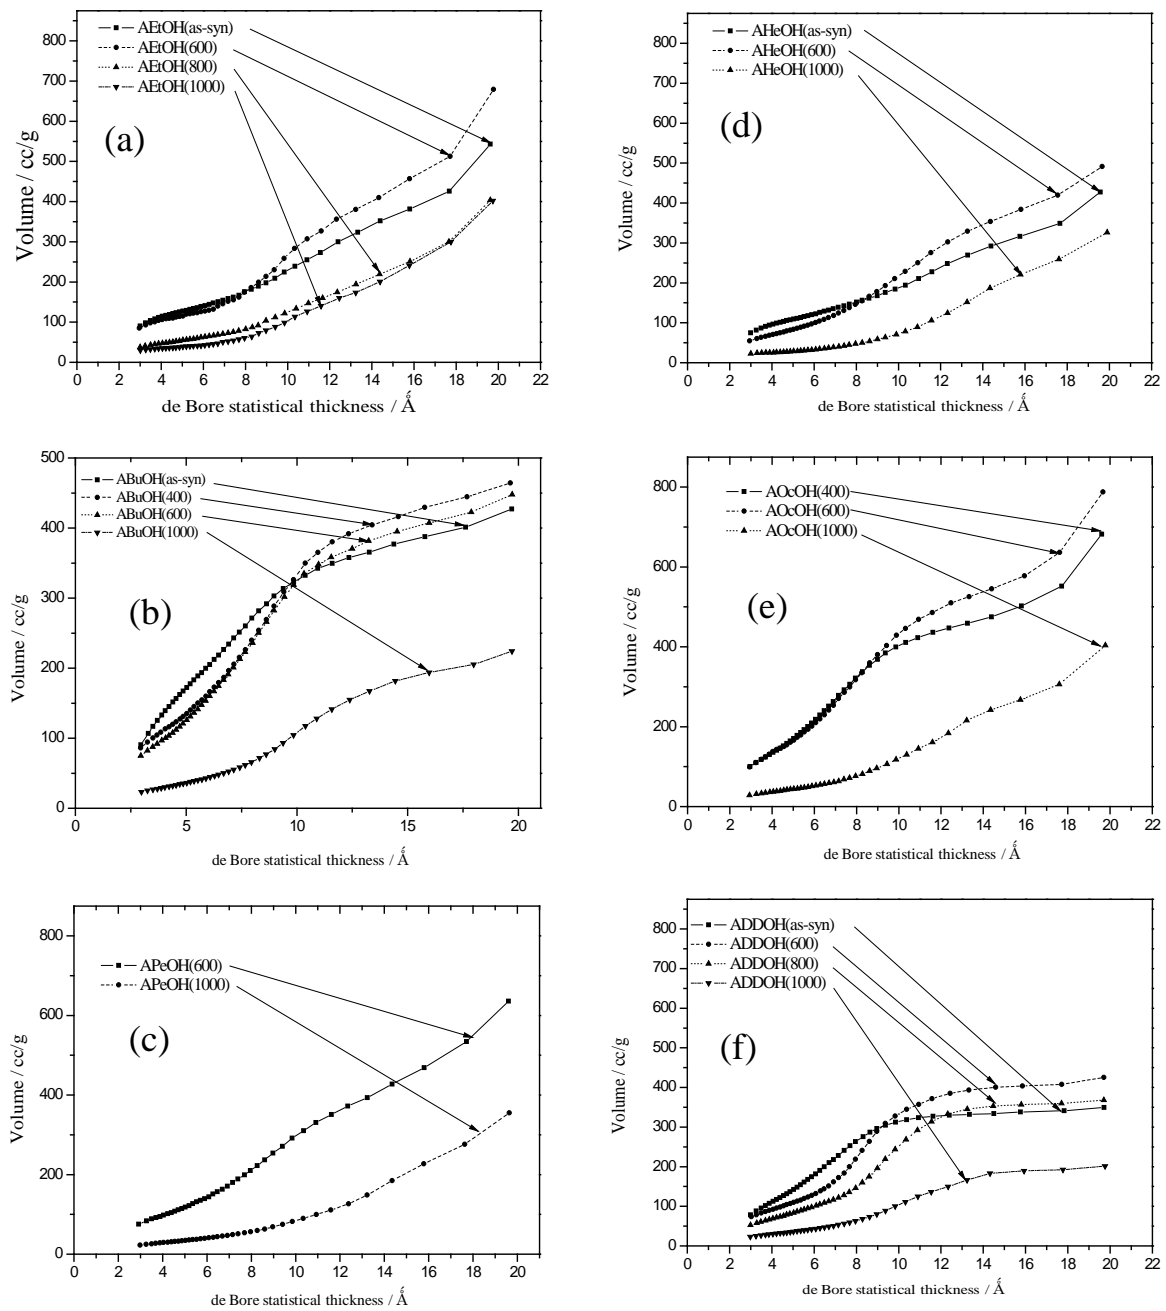 AEtOH(as-syn)
AEtOH(600)
AEtOH(800)
AEtOH(1000)
(a)
800
700
600
500
400
300
200
100
0
0 2 4 6 8 10 12 14 16 18 20 22
Volume / cc/g
de Bore statistical thickness / Å
AHeOH(as-syn)
AHeOH(600)
AHeOH(1000)
(d)
800
700
600
500
400
300
200
100
0
0 2 4 6 8 10 12 14 16 18 20 22
Volume / cc/g
de Bore statistical thickness / Å
ABuOH(as-syn)
ABuOH(400)
ABuOH(600)
ABuOH(1000)
(b)
500
400
300
200
100
0
0 5 10 15 20
Volume / cc/g
de Bore statistical thickness / Å
AOcOH(400)
AOcOH(600)
AOcOH(1000)
(e)
800
600
400
200
0
0 2 4 6 8 10 12 14 16 18 20 22
Volume / cc/g
de Bore statistical thickness / Å
APeOH(600)
APeOH(1000)
(c)
800
600
400
200
0
0 2 4 6 8 10 12 14 16 18 20
Volume / cc/g
de Bore statistical thickness / Å
ADDOH(as-syn)
ADDOH(600)
ADDOH(800)
ADDOH(1000)
(f)
800
700
600
500
400
300
200
100
0
0 2 4 6 8 10 12 14 16 18 20 22
Volume / cc/g
de Bore statistical thickness / Å